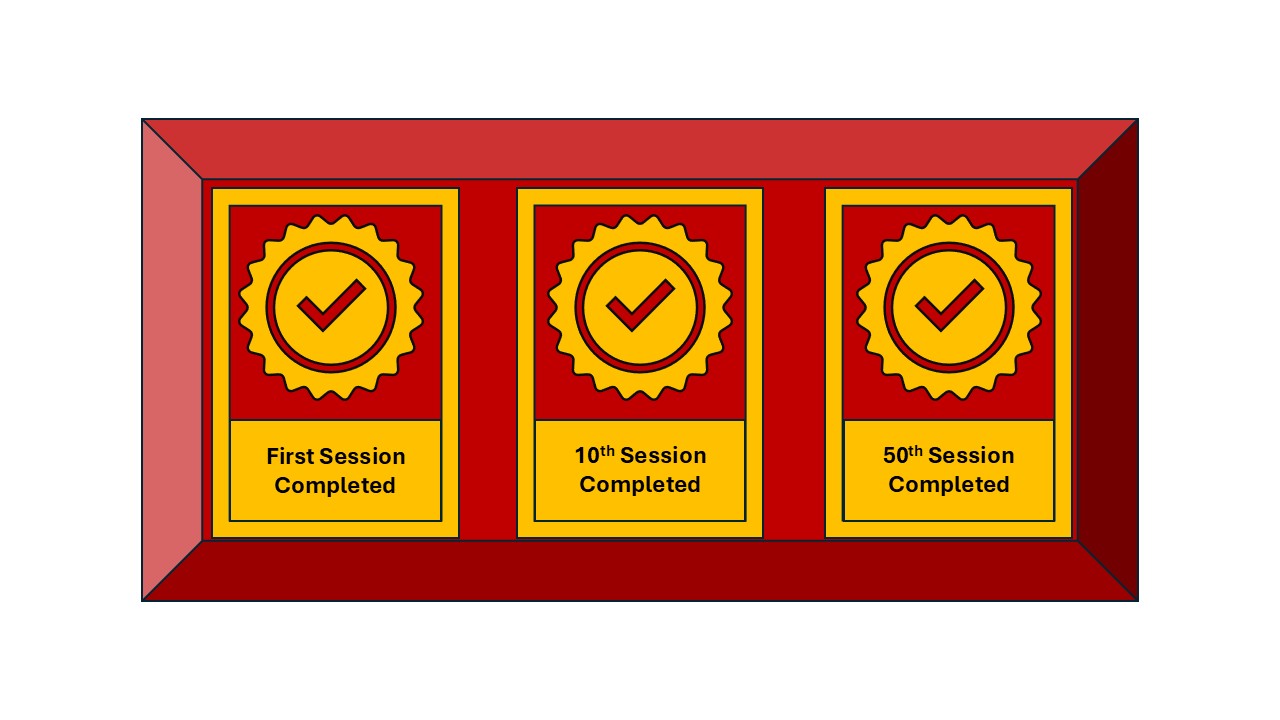 First Session
Completed
10th Session
Completed
50th Session
Completed